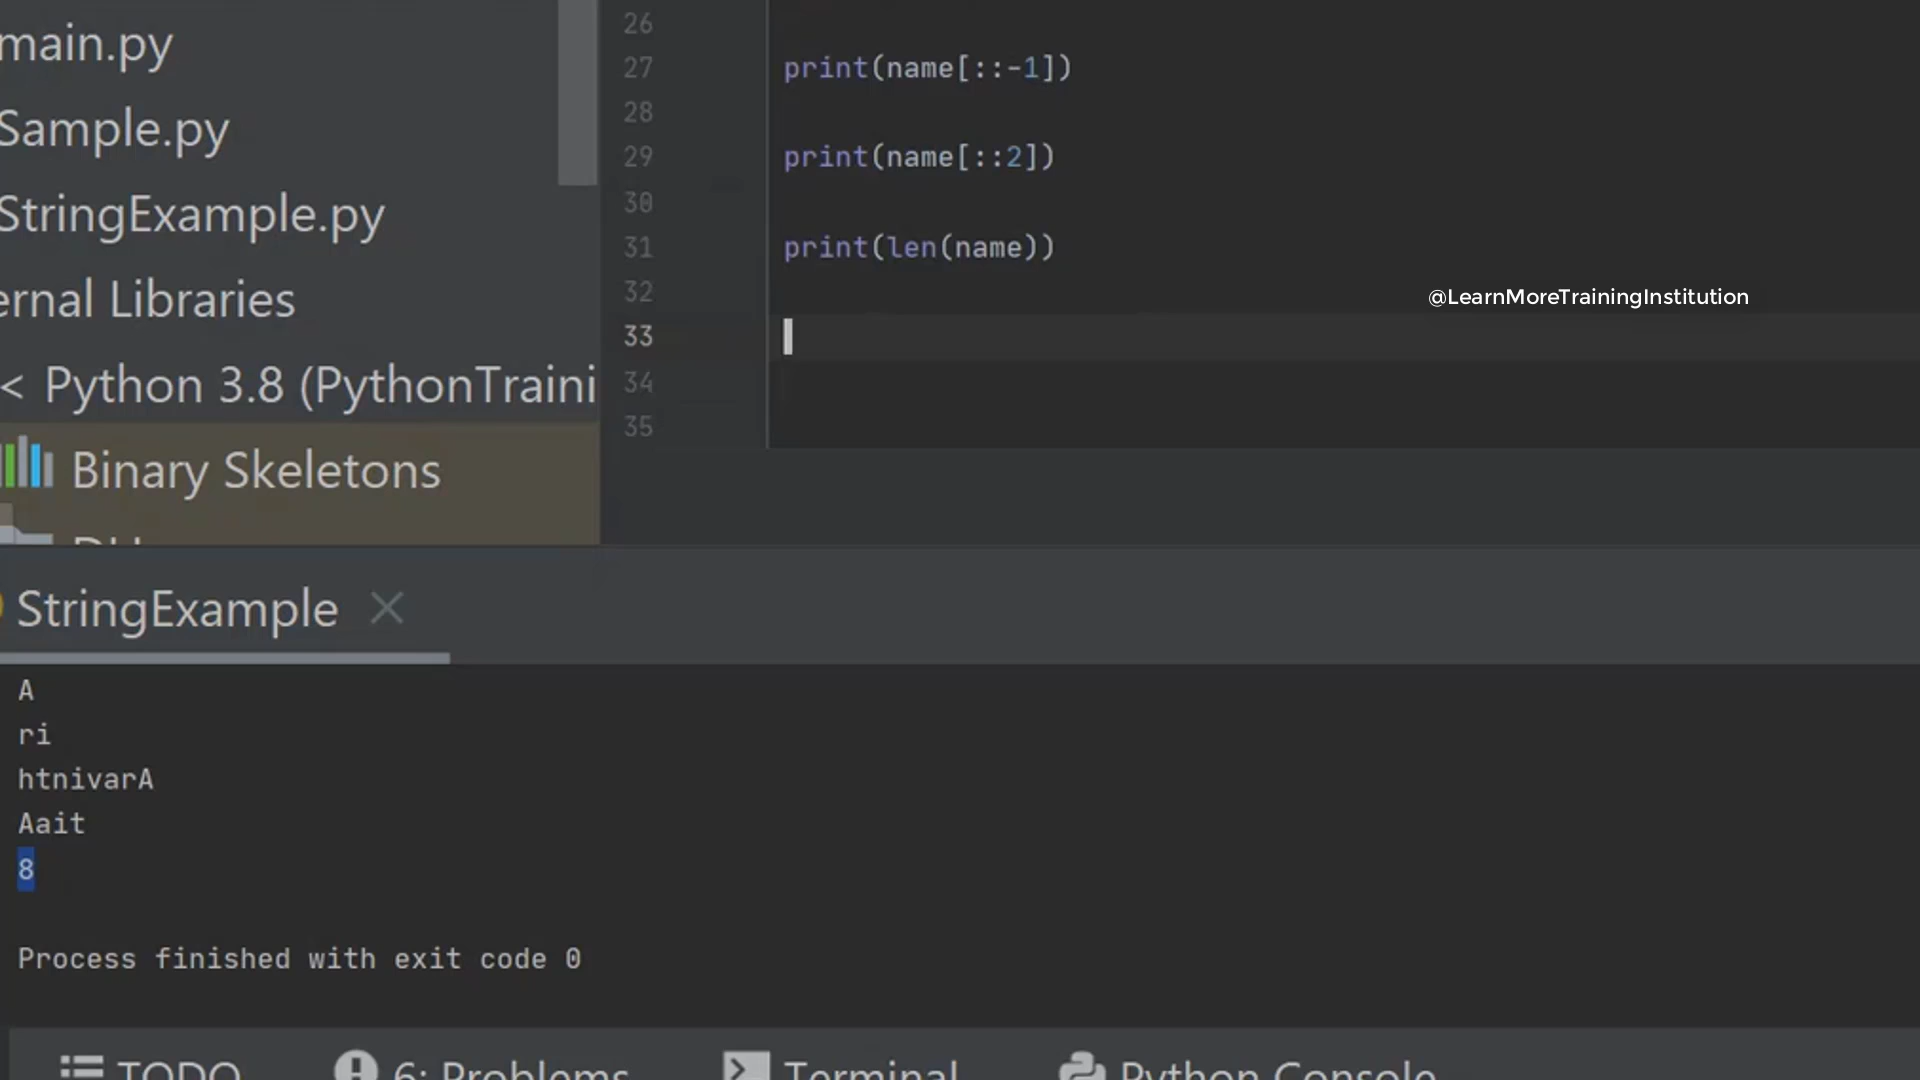 main.py
Sample.py
StringExample.py
ernal Libraries
< Python 3.8 (PythonTraini
Binary Skeletons
26
27 print(name[::-1])
28
29 print(name[::2])
30
31 print(len(name))
32
@LearnMoreTrainingInstitution
33
34
35
StringExample
A
ri
htnivarA
Aait
8
Process finished with exit code 0
TODO
6: Problems
Terminal
Python Console